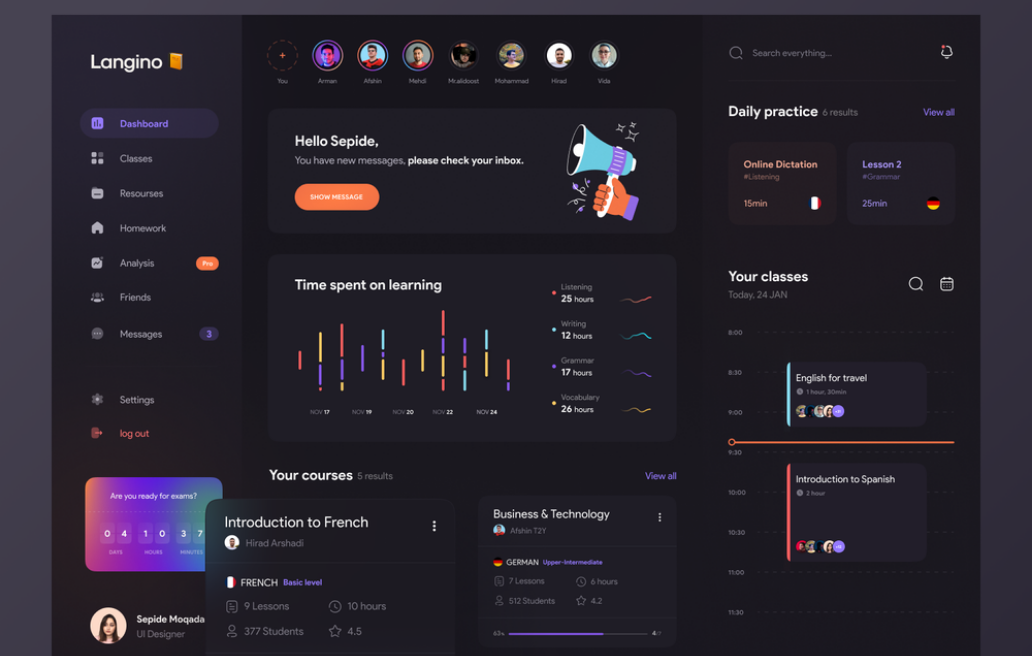 Langino
Dashboard
Classes
Resourses
Homework
Analysis Pro
Friends
Messages 3
Settings
log out
Are you ready for exams?
0 4 1 0 3 7
DAYS HOURS MINUTES
Sepide Moqada
UI Designer
You Arman Afshin Mehdi Mr.aildoost Mohammad Hirad Vida
Hello Sepide,
You have new messages, please check your inbox.
SHOW MESSAGE
Time spent on learning
NOV 17 NOV 19 NOV 20 NOV 22 NOV 24
Listening
25 hours
Writing
12 hours
Grammar
17 hours
Vocabulary
26 hours
Your courses 5 results View all
Introduction to French
Hirad Arshadi
FRENCH Basic level
9 Lessons 10 hours
377 Students 4.5
Business & Technology
Afshin T2Y
GERMAN Upper-intermediate
7 Lessons 6 hours
512 Students 4.2
63%
Search everything...
Daily practice 6 results View all
Online Dictation
#Listening
15min
Lesson 2
#Grammar
25min
Your classes
Today, 24 JAN
8:00
8:30
English for travel
1 hour, 30min
9:00
9:30
Introduction to Spanish
2 hour
10:00
10:30
11:00
11:30